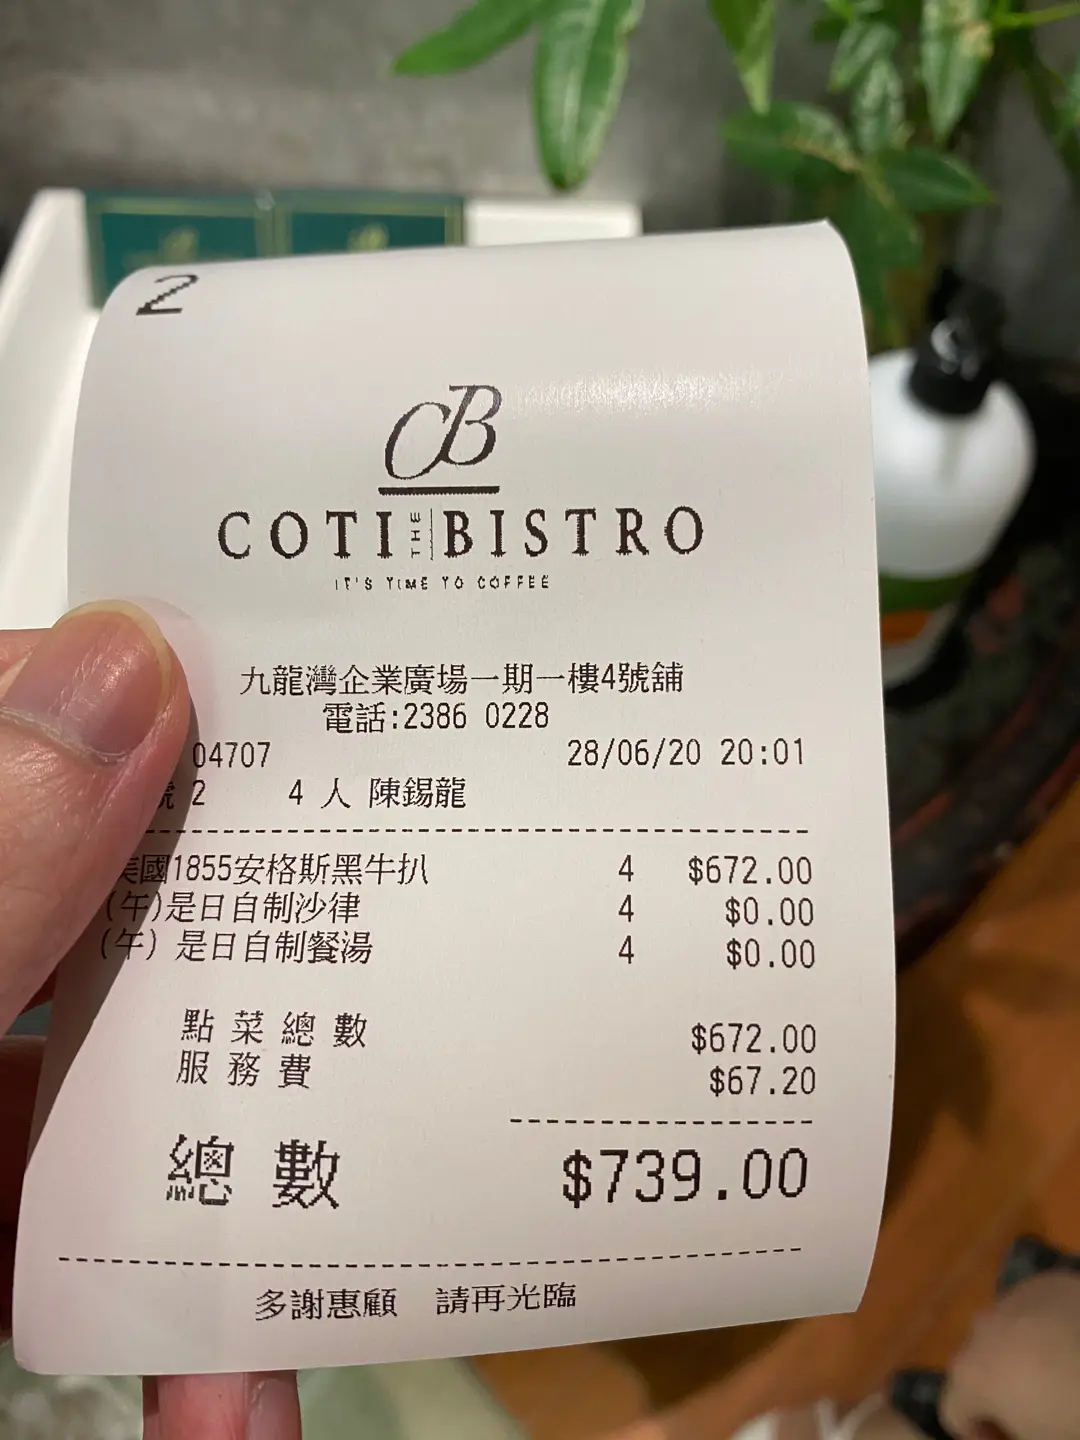 2
CB
COTI THE BISTRO
IT'S TIME TO COFFEE
九龍灣企業廣場一期一樓4號舖
電話:2386 0228
04707 28/06/20 20:01
號 2 4 人 陳錫龍
美國1855安格斯黑牛扒 4 $672.00
(午)是日自制沙律 4 $0.00
(午) 是日自制餐湯 4 $0.00
點菜總數 $672.00
服務費 $67.20
總數 $739.00
多謝惠顧 請再光臨